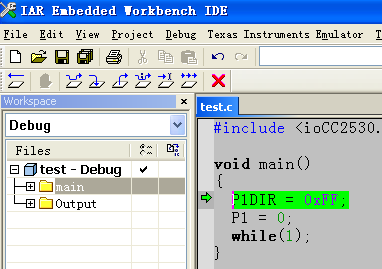 IAR Embedded Workbench IDE
File Edit View Project Debug Texas Instruments Emulator T
Workspace
test.c
Debug
Files
test - Debug
main
Output
#include <ioCC2530.
void main()
{
P1DIR = 0xFF;
P1 = 0;
while(1);
}